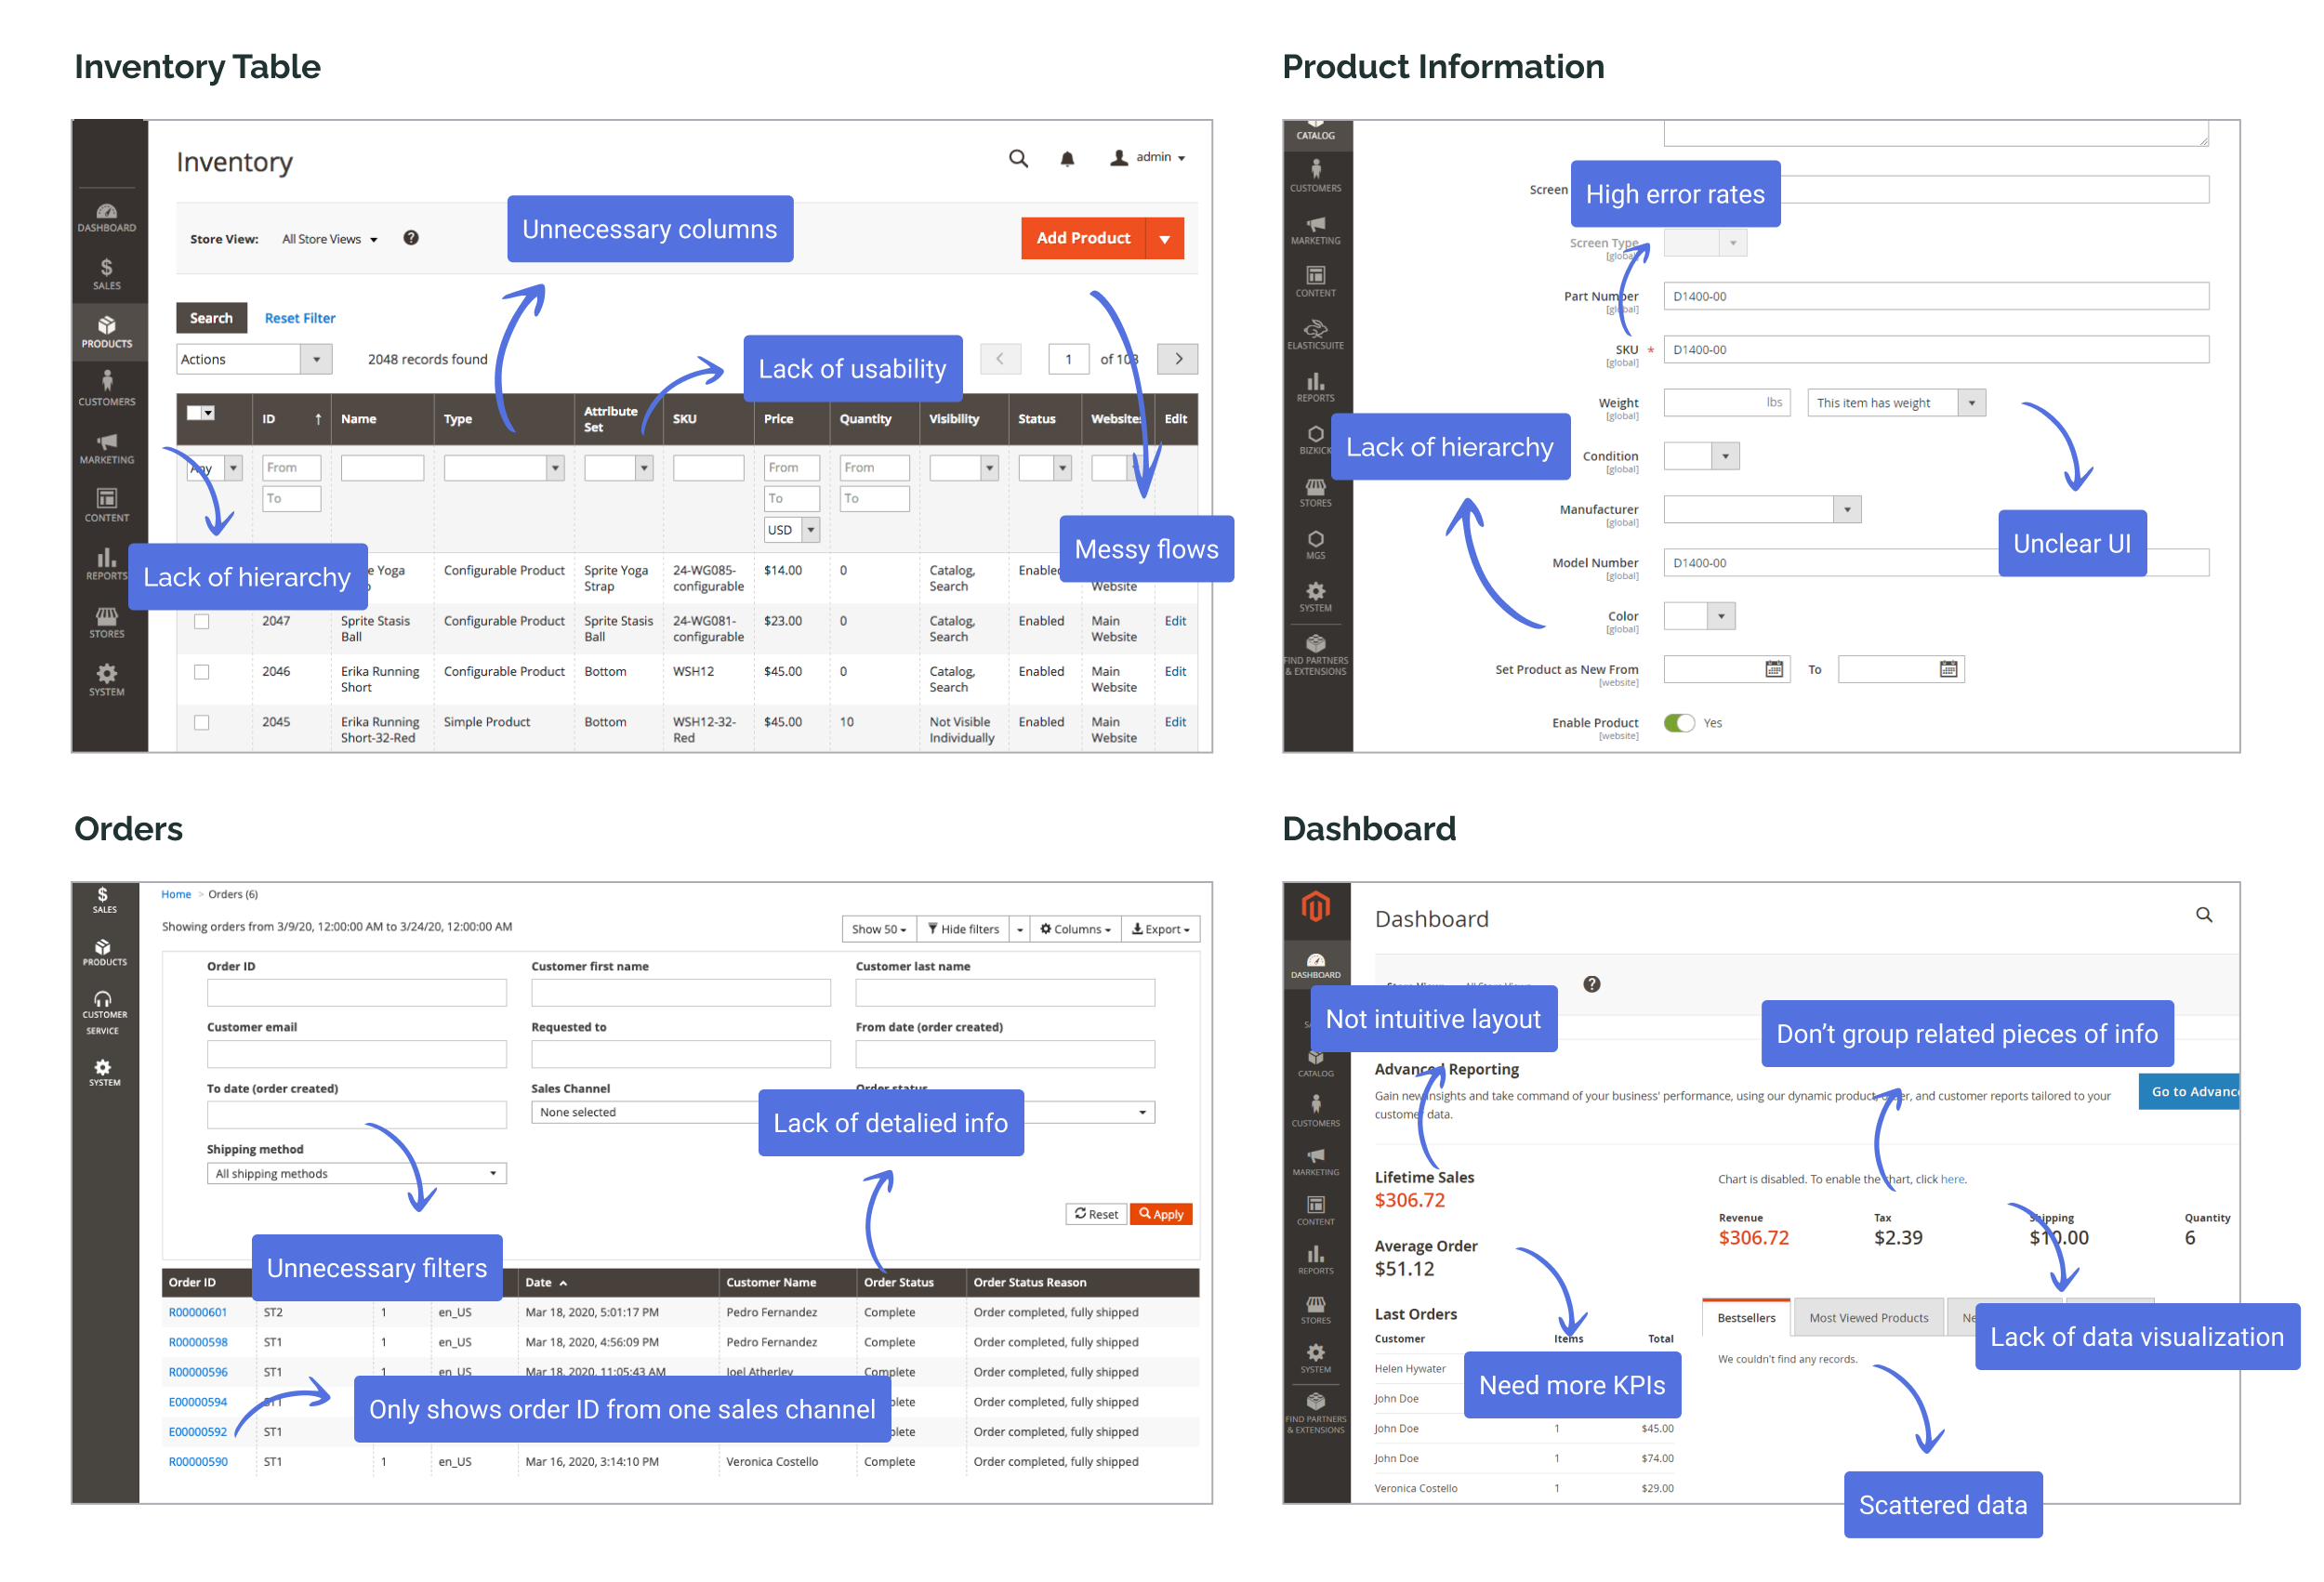 Inventory Table
Inventory
admin
DASHBOARD
SALES
PRODUCTS
CUSTOMERS
MARKETING
CONTENT
REPORTS
STORES
SYSTEM
Store View: All Store Views ?
Unnecessary columns
Add Product
Search Reset Filter
Actions 2048 records found
Lack of usability
1 of 103
ID ↑ Name Type Attribute Set SKU Price Quantity Visibility Status Websites Edit
Any From From From
To To To
USD
Lack of hierarchy
Messy flows
Yoga Configurable Product Sprite Yoga Strap 24-WG085-configurable $14.00 0 Catalog, Search Enabled Website
2047 Sprite Stasis Ball Configurable Product Sprite Stasis Ball 24-WG081-configurable $23.00 0 Catalog, Search Enabled Main Website Edit
2046 Erika Running Short Configurable Product Bottom WSH12 $45.00 0 Catalog, Search Enabled Main Website Edit
2045 Erika Running Short-32-Red Simple Product Bottom WSH12-32-Red $45.00 10 Not Visible Individually Enabled Main Website Edit
Product Information
CATALOG
CUSTOMERS
MARKETING
CONTENT
ELASTICSUITE
REPORTS
BIZKICK
STORES
MGS
SYSTEM
FIND PARTNERS
& EXTENSIONS
Screen
High error rates
Screen Type
[global]
Part Number D1400-00
[global]
SKU * D1400-00
[global]
Weight lbs This item has weight
[global]
Lack of hierarchy
Condition
[global]
Manufacturer
[global]
Unclear UI
Model Number D1400-00
[global]
Color
[global]
Set Product as New From To
[website]
Enable Product Yes
[website]
Orders
SALES
PRODUCTS
CUSTOMER
SERVICE
SYSTEM
Home > Orders (6)
Showing orders from 3/9/20, 12:00:00 AM to 3/24/20, 12:00:00 AM
Show 50 Hide filters Columns Export
Order ID Customer first name Customer last name
Customer email Requested to From date (order created)
To date (order created) Sales Channel Order status
None selected
Lack of detalied info
Shipping method
All shipping methods
Reset Apply
Unnecessary filters
Order ID Date Customer Name Order Status Order Status Reason
R00000601 ST2 1 en_US Mar 18, 2020, 5:01:17 PM Pedro Fernandez Complete Order completed, fully shipped
R00000598 ST1 1 en_US Mar 18, 2020, 4:56:09 PM Pedro Fernandez Complete Order completed, fully shipped
R00000596 ST1 1 en_US Mar 18, 2020, 11:05:43 AM Joel Atherley Complete Order completed, fully shipped
E00000594 ST1 Order completed, fully shipped
Only shows order ID from one sales channel
E00000592 ST1 Order completed, fully shipped
R00000590 ST1 1 en_US Mar 16, 2020, 3:14:10 PM Veronica Costello Complete Order completed, fully shipped
Dashboard
DASHBOARD
CATALOG
CUSTOMERS
MARKETING
CONTENT
REPORTS
STORES
SYSTEM
FIND PARTNERS
& EXTENSIONS
Dashboard
?
Not intuitive layout
Don't group related pieces of info
Advanced Reporting
Gain new insights and take command of your business' performance, using our dynamic product, order, and customer reports tailored to your
customer data.
Go to Advance
Lifetime Sales
$306.72
Average Order
$51.12
Last Orders
Customer Items Total
Helen Hywater
John Doe
Need more KPIs
John Doe 1 $45.00
John Doe 1 $74.00
Veronica Costello 1 $29.00
Chart is disabled. To enable the chart, click here.
Revenue Tax Shipping Quantity
$306.72 $2.39 $10.00 6
Bestsellers Most Viewed Products
Lack of data visualization
We couldn't find any records.
Scattered data